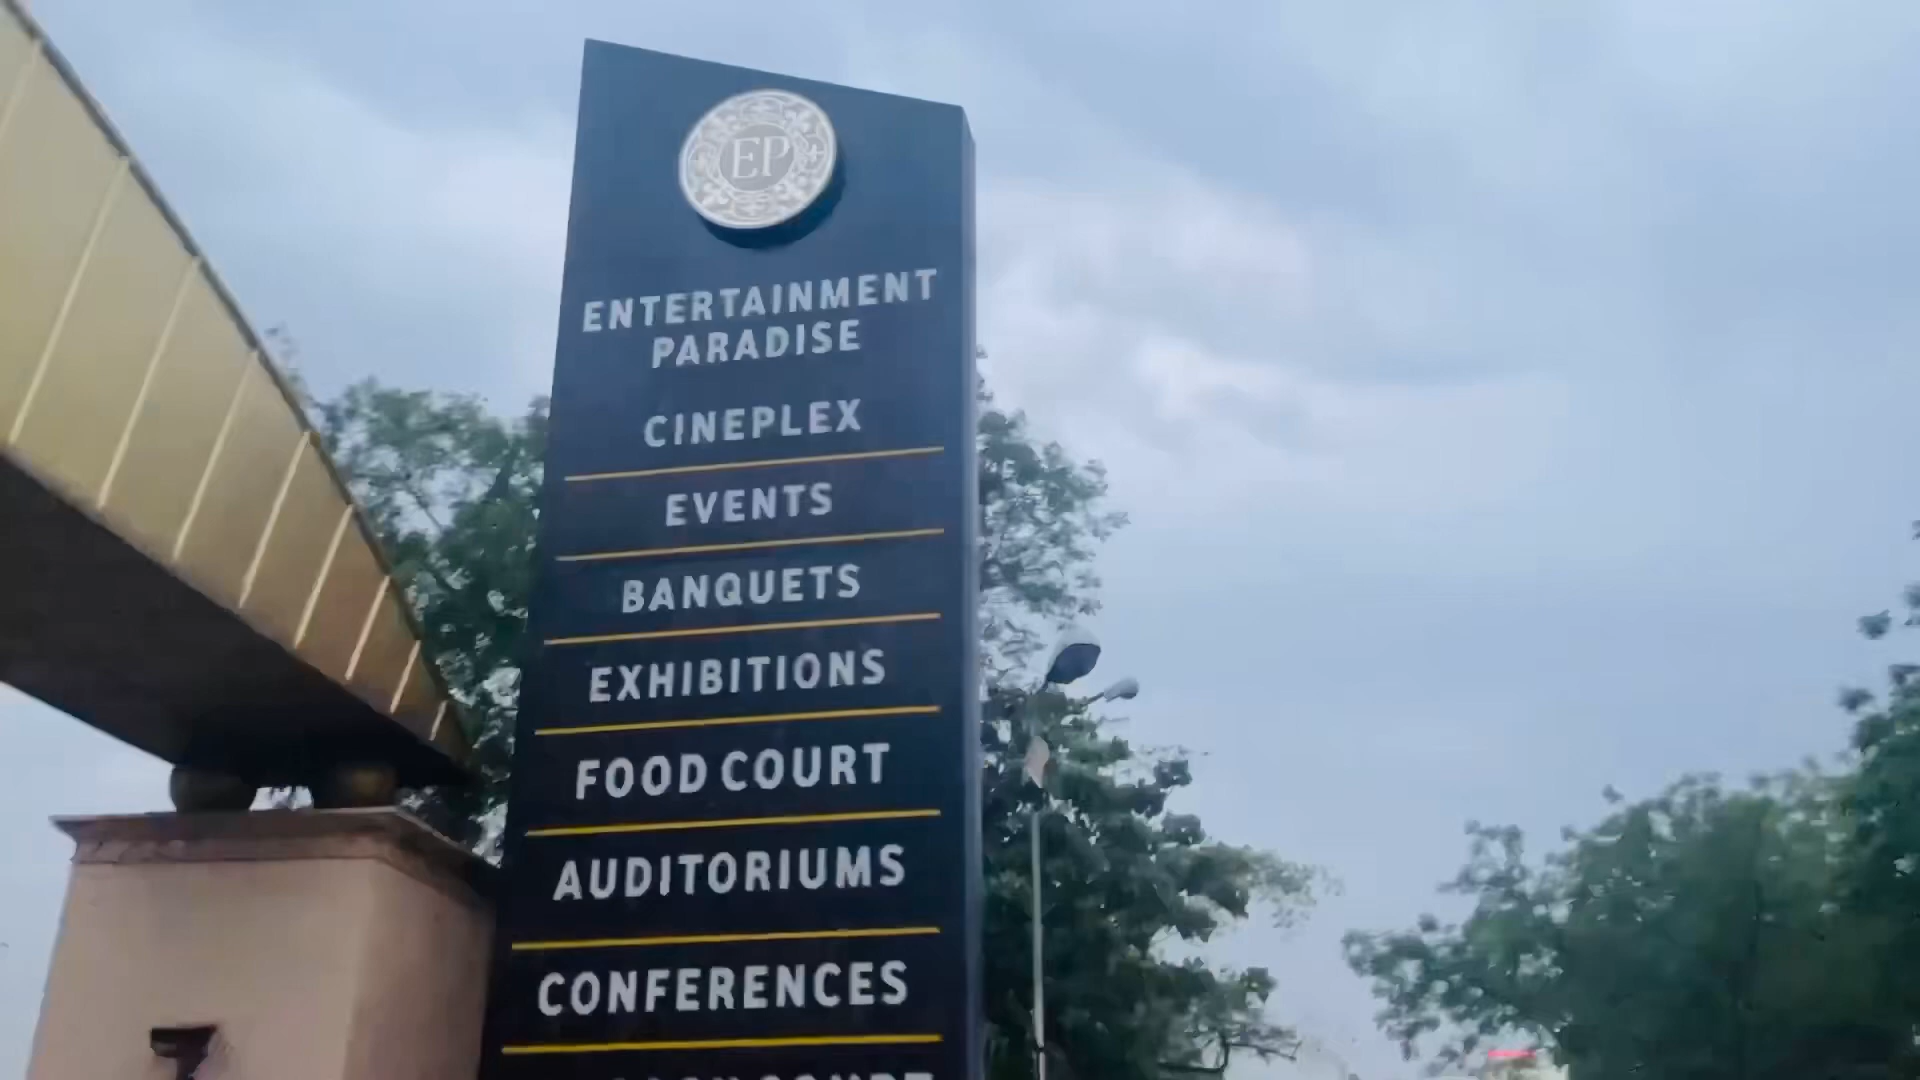 EP
ENTERTAINMENT
PARADISE
CINEPLEX
EVENTS
BANQUETS
EXHIBITIONS
FOOD COURT
AUDITORIUMS
CONFERENCES